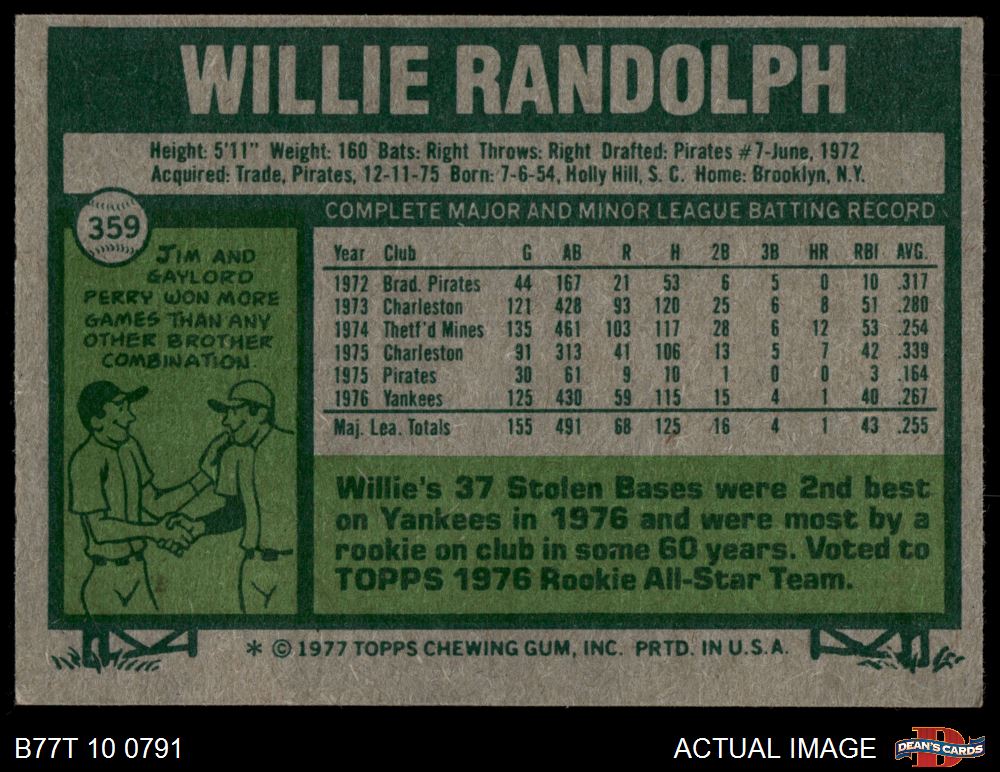 WILLIE RANDOLPH
Height: 5'11" Weight: 160 Bats: Right Throws: Right Drafted: Pirates #7-June, 1972
Acquired: Trade, Pirates, 12-11-75 Born: 7-6-54, Holly Hill, S. C. Home: Brooklyn, N.Y.
359
JIM AND
GAYLORD
PERRY WON MORE
GAMES THAN ANY
OTHER BROTHER
COMBINATION.
COMPLETE MAJOR AND MINOR LEAGUE BATTING RECORD
Year Club G AB R H 2B 3B HR RBI AVG.
1972 Brad. Pirates 44 167 21 53 6 5 0 10 .317
1973 Charleston 121 428 93 120 25 6 8 51 .280
1974 Thetf'd Mines 135 461 103 117 28 6 12 53 .254
1975 Charleston 91 313 41 106 13 5 7 42 .339
1975 Pirates 30 61 9 10 1 0 0 3 .164
1976 Yankees 125 430 59 115 15 4 1 40 .267
Maj. Lea. Totals 155 491 68 125 16 4 1 43 .255
Willie's 37 Stolen Bases were 2nd best
on Yankees in 1976 and were most by a
rookie on club in some 60 years. Voted to
TOPPS 1976 Rookie All-Star Team.
* © 1977 TOPPS CHEWING GUM, INC. PRTD. IN U.S.A.
B77T 10 0791
ACTUAL IMAGE
D
DEAN'S CARDS